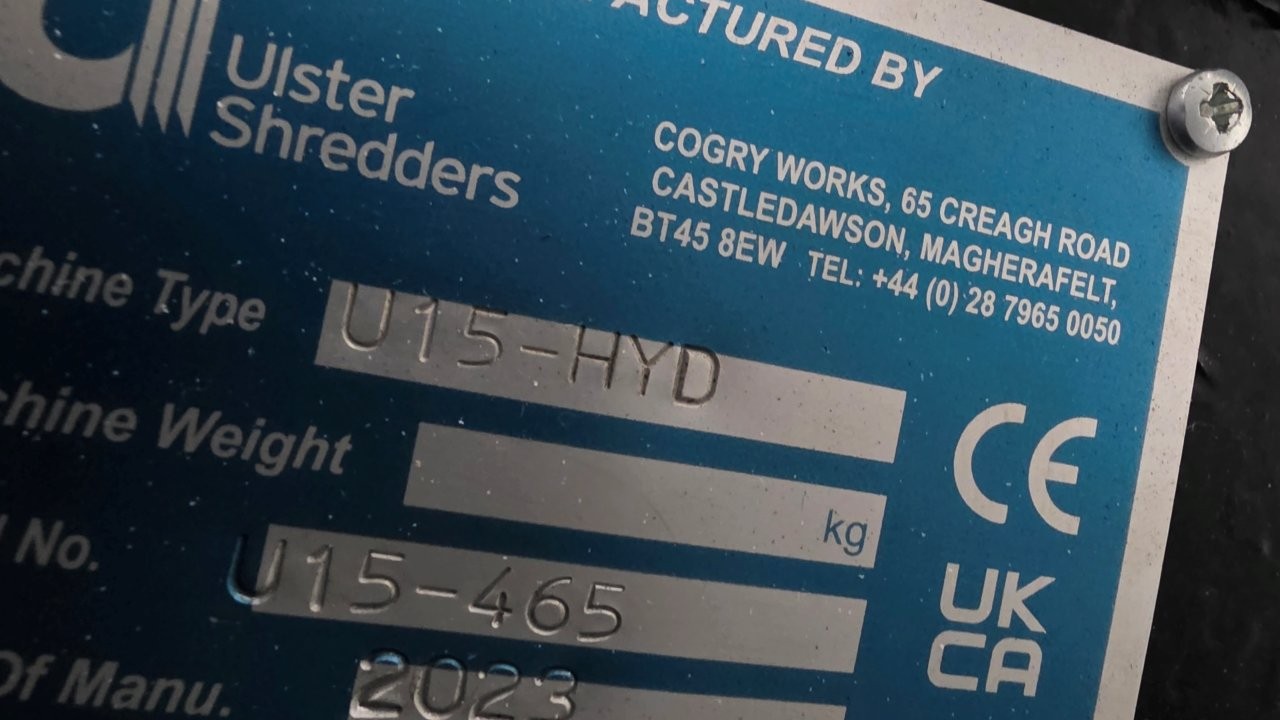 ACTURED BY
Ulster
Shredders
COGRY WORKS, 65 CREAGH ROAD
CASTLEDAWSON, MAGHERAFELT,
BT45 8EW TEL: +44 (0) 28 7965 0050
chine Type U15-HYD
chine Weight kg
No. U15-465
Of Manu. 2023
CE
UK
CA